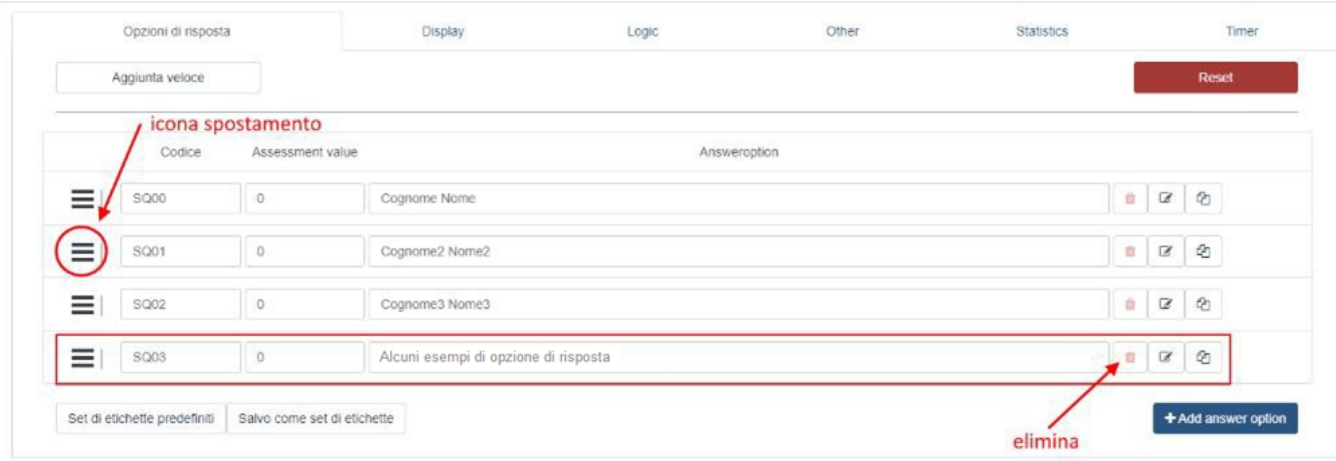 Opzioni di risposta Display Logic Other Statistics Timer
Aggiunta veloce Reset
icona spostamento
Codice Assessment value Answeroption
SQ00 0 Cognome Nome
SQ01 0 Cognome2 Nome2
SQ02 0 Cognome3 Nome3
SQ03 0 Alcuni esempi di opzione di risposta
Set di etichette predefiniti Salvo come set di etichette +Add answer option
elimina